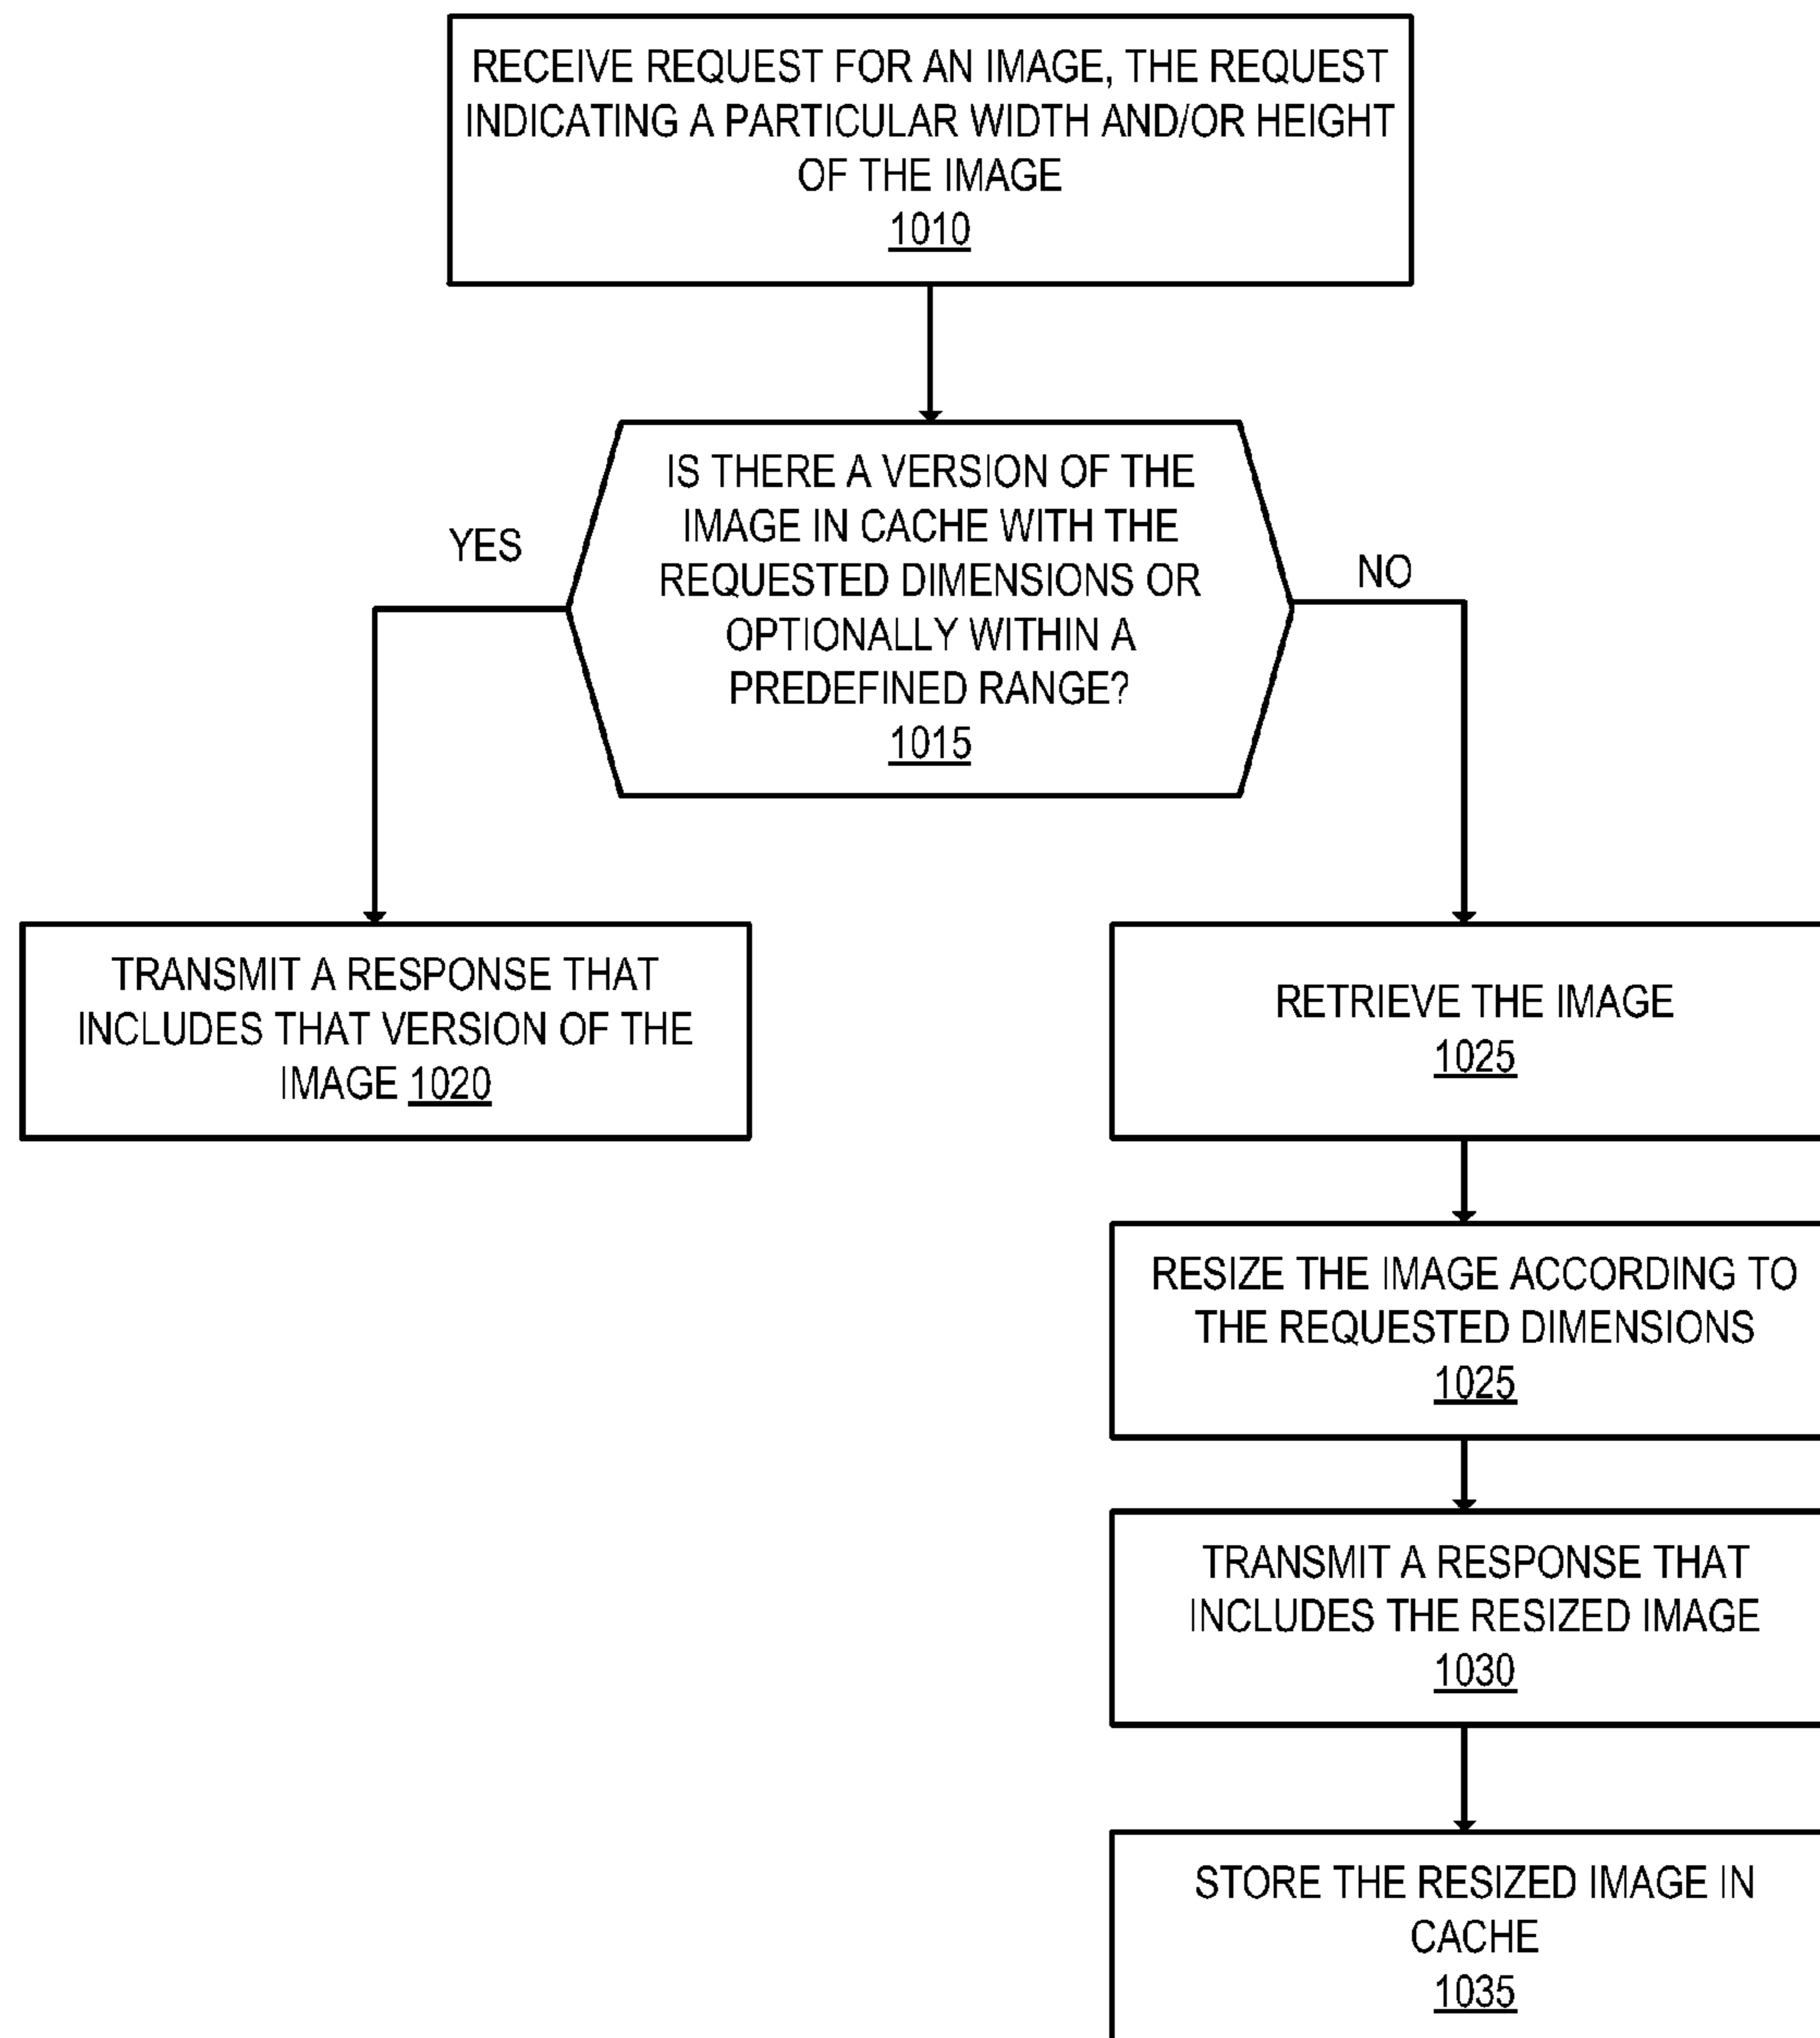 RECEIVE REQUEST FOR AN IMAGE, THE REQUEST
INDICATING A PARTICULAR WIDTH AND/OR HEIGHT
OF THE IMAGE
1010
IS THERE A VERSION OF THE
IMAGE IN CACHE WITH THE
REQUESTED DIMENSIONS OR
OPTIONALLY WITHIN A
PREDEFINED RANGE?
1015
YES
NO
TRANSMIT A RESPONSE THAT
INCLUDES THAT VERSION OF THE
IMAGE 1020
RETRIEVE THE IMAGE
1025
RESIZE THE IMAGE ACCORDING TO
THE REQUESTED DIMENSIONS
1025
TRANSMIT A RESPONSE THAT
INCLUDES THE RESIZED IMAGE
1030
STORE THE RESIZED IMAGE IN
CACHE
1035